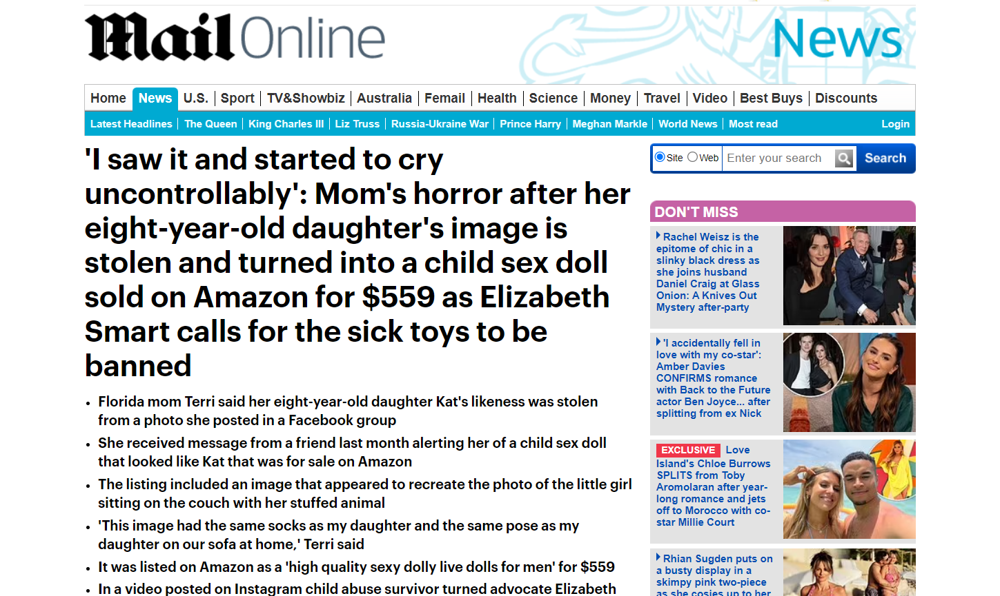 Mail Online
News
Home News U.S. Sport TV&Showbiz Australia Femail Health Science Money Travel Video Best Buys Discounts
Latest Headlines The Queen King Charles III Liz Truss Russia-Ukraine War Prince Harry Meghan Markle World News Most read Login
'I saw it and started to cry
uncontrollably': Mom's horror after her
eight-year-old daughter's image is
stolen and turned into a child sex doll
sold on Amazon for $559 as Elizabeth
Smart calls for the sick toys to be
banned
• Florida mom Terri said her eight-year-old daughter Kat's likeness was stolen
from a photo she posted in a Facebook group
• She received message from a friend last month alerting her of a child sex doll
that looked like Kat that was for sale on Amazon
• The listing included an image that appeared to recreate the photo of the little girl
sitting on the couch with her stuffed animal
• 'This image had the same socks as my daughter and the same pose as my
daughter on our sofa at home,' Terri said
• It was listed on Amazon as a 'high quality sexy dolly live dolls for men' for $559
• In a video posted on Instagram child abuse survivor turned advocate Elizabeth
Site Web Enter your search Search
DON'T MISS
Rachel Weisz is the
epitome of chic in a
slinky black dress as
she joins husband
Daniel Craig at Glass
Onion: A Knives Out
Mystery after-party
'I accidentally fell in
love with my co-star':
Amber Davies
CONFIRMS romance
with Back to the Future
actor Ben Joyce... after
splitting from ex Nick
EXCLUSIVE Love
Island's Chloe Burrows
SPLITS from Toby
Aromolaran after year-
long romance and jets
off to Morocco with co-
star Millie Court
Rhian Sugden puts on
a busty display in a
skimpy pink two-piece
as she cosies up to her